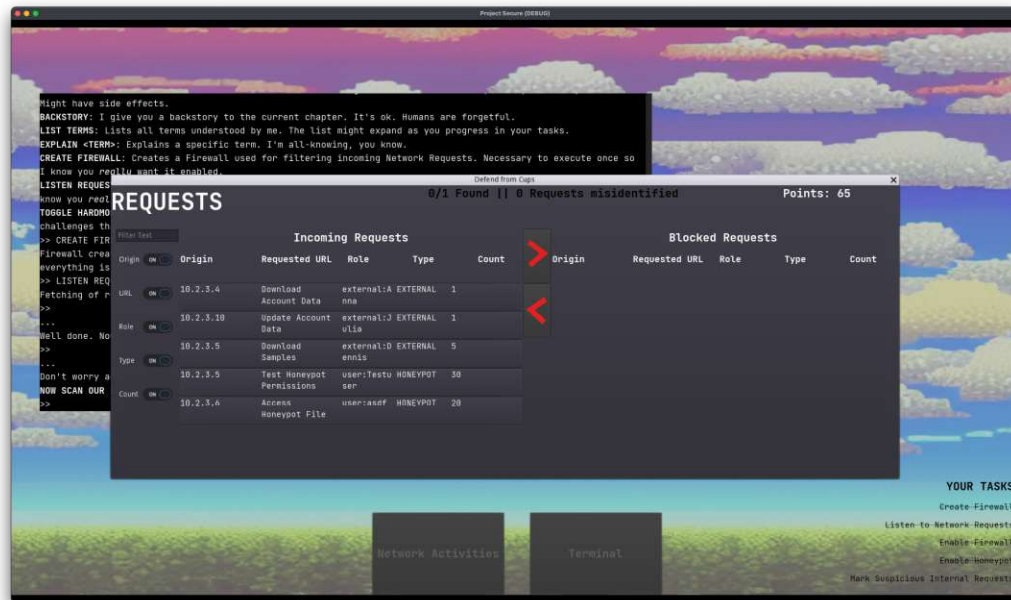 Project Secure (DEBUG)
Might have side effects.
BACKSTORY: I give you a backstory to the current chapter. It's ok. Humans are forgetful.
LIST TERMS: Lists all terms understood by me. The list might expand as you progress in your tasks.
EXPLAIN <TERM>: Explains a specific term. I'm all-knowing, you know.
CREATE FIREWALL: Creates a Firewall used for filtering incoming Network Requests. Necessary to execute once so
I know you really want it enabled.
LISTEN REQUES
know you real
TOGGLE HARDMO
challenges th
>> CREATE FIR
Firewall crea
everything is
>> LISTEN REQ
Fetching of r
>>
...
Well done. No
>>
...
Don't worry a
NOW SCAN OUR
>>
Defend from Cups
REQUESTS
0/1 Found || 0 Requests misidentified
Points: 65
Filter Text
Origin ON
URL ON
Role ON
Type ON
Count ON
Incoming Requests
Origin Requested URL Role Type Count
10.2.3.4 Download Account Data external:Anna EXTERNAL 1
10.2.3.10 Update Account Data external:Julia EXTERNAL 1
10.2.3.5 Download Samples external:Dennis EXTERNAL 5
10.2.3.5 Test Honeypot Permissions user:Testuser HONEYPOT 30
10.2.3.6 Access Honeypot File user:asdf HONEYPOT 20
>
<
Blocked Requests
Origin Requested URL Role Type Count
Network Activities
Terminal
YOUR TASKS
Create Firewall
Listen to Network Requests
Enable Firewall
Enable Honeypot
Mark Suspicious Internal Requests